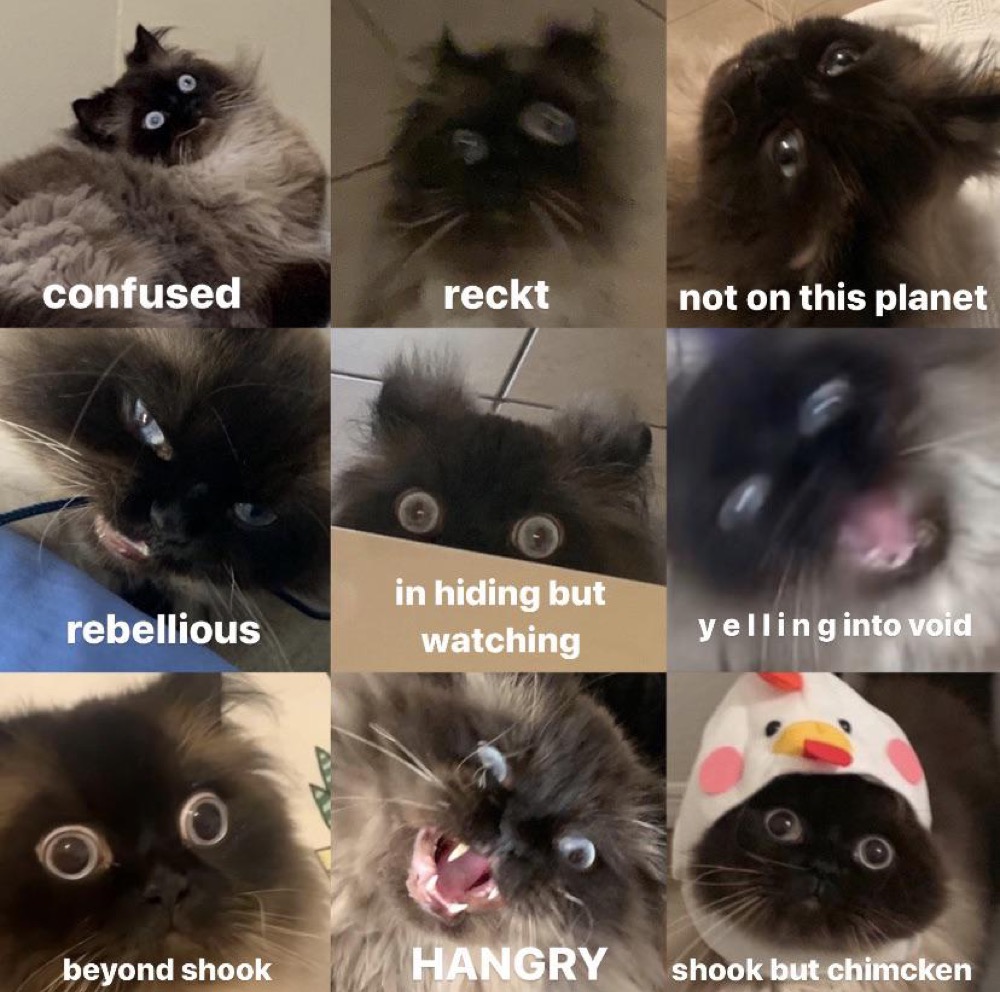 confused
reckt
not on this planet
rebellious
in hiding but
watching
y e l l i n g into void
beyond shook
HANGRY
shook but chimcken